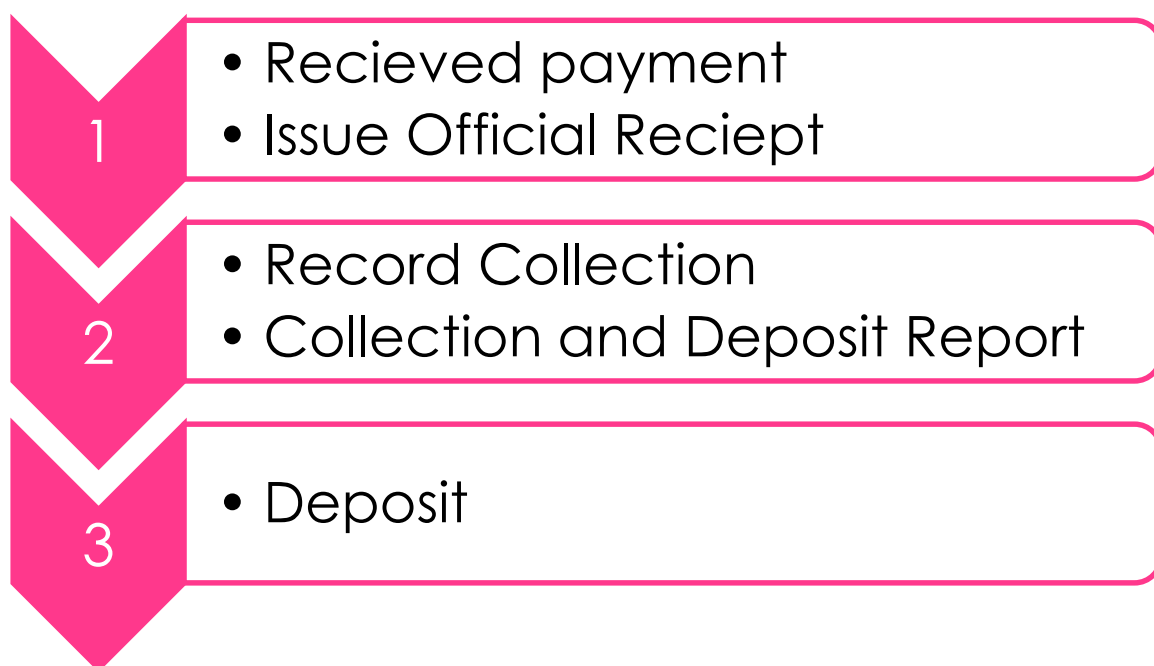 1
• Recieved payment
• Issue Official Reciept
2
• Record Collection
• Collection and Deposit Report
3
• Deposit